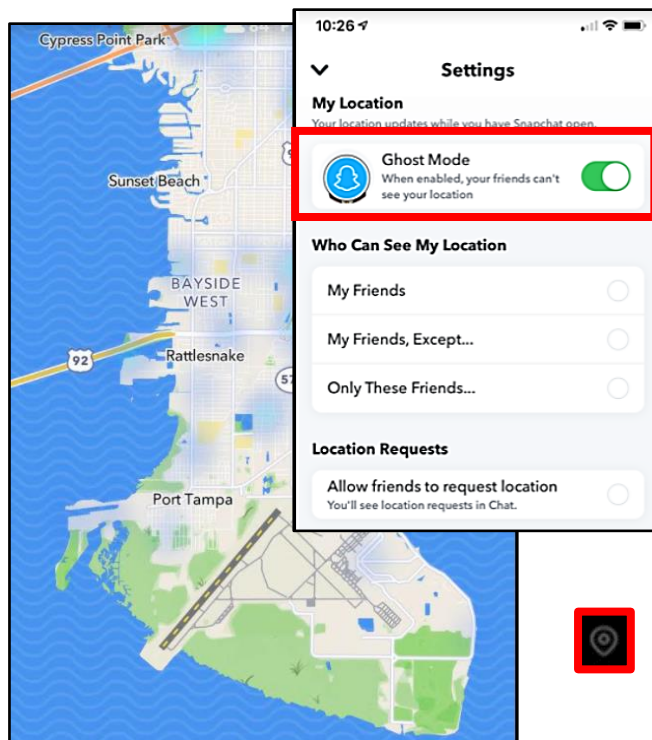 Cypress Point Park
Sunset Beach
BAYSIDE
WEST
92
Rattlesnake
57
Port Tampa
10:26
Settings
My Location
Your location updates while you have Snapchat open.
Ghost Mode
When enabled, your friends can't
see your location
Who Can See My Location
My Friends
My Friends, Except...
Only These Friends...
Location Requests
Allow friends to request location
You'll see location requests in Chat.